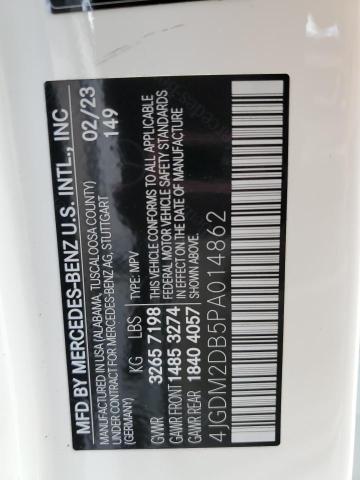 MFD BY MERCEDES-BENZ U.S. INTL., INC
MANUFACTURED IN USA (ALABAMA, TUSCALOOSA COUNTY) 02/23
UNDER CONTRACT FOR MERCEDES-BENZ AG, STUTTGART 149
(GERMANY)
KG LBS TYPE: MPV
GVWR 3265 7198 THIS VEHICLE CONFORMS TO ALL APPLICABLE
GAWR FRONT 1485 3274 FEDERAL MOTOR VEHICLE SAFETY STANDARDS
GAWR REAR 1840 4057 IN EFFECT ON THE DATE OF MANUFACTURE
4JGDM2DB5PA014862